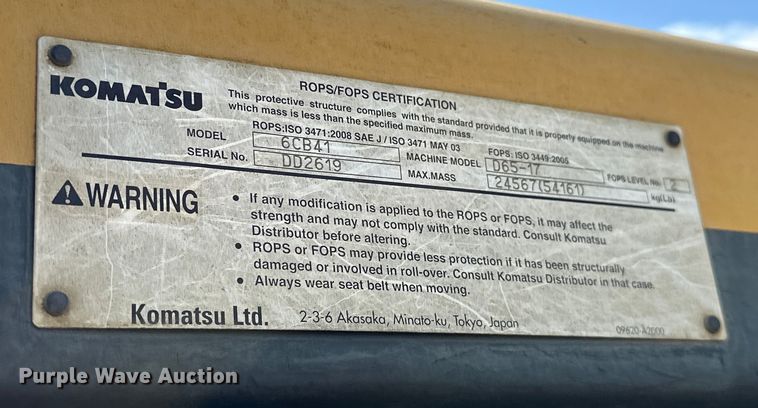 KOMATSU
ROPS/FOPS CERTIFICATION
This protective structure complies with the standard provided that it is properly equipped on the machine
which mass is less than the specified maximum mass.
ROPS:ISO 3471:2008 SAE J / ISO 3471 MAY 03 FOPS: ISO 3449:2005
MODEL 6CB41 MACHINE MODEL D65-17 FOPS LEVEL No. 2
SERIAL No. DD2619 MAX.MASS 24567(54161) kg(Lb)
WARNING
• If any modification is applied to the ROPS or FOPS, it may affect the
strength and may not comply with the standard. Consult Komatsu
Distributor before altering.
• ROPS or FOPS may provide less protection if it has been structurally
damaged or involved in roll-over. Consult Komatsu Distributor in that case.
• Always wear seat belt when moving.
Komatsu Ltd. 2-3-6 Akasaka, Minato-ku, Tokyo, Japan
09620-A2D00
Purple Wave Auction